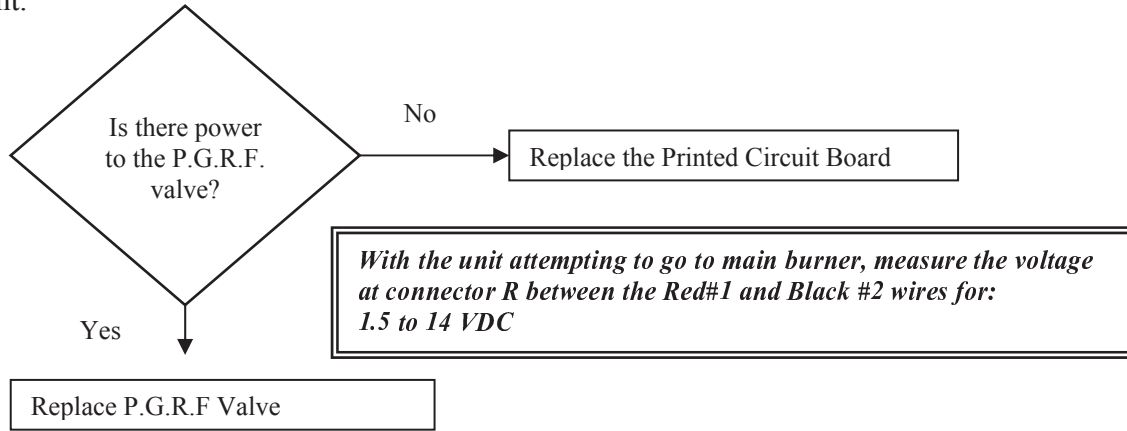 Is there power
to the P.G.R.F.
valve?
No
Replace the Printed Circuit Board
With the unit attempting to go to main burner, measure the voltage
at connector R between the Red#1 and Black #2 wires for:
1.5 to 14 VDC
Yes
Replace P.G.R.F Valve